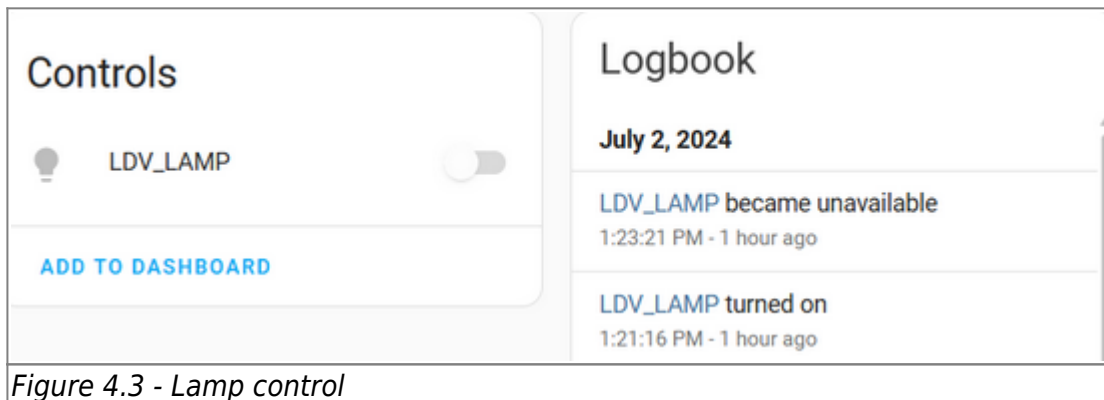 Controls
LDV_LAMP
ADD TO DASHBOARD
Logbook
July 2, 2024
LDV_LAMP became unavailable
1:23:21 PM - 1 hour ago
LDV_LAMP turned on
1:21:16 PM - 1 hour ago
Figure 4.3 - Lamp control